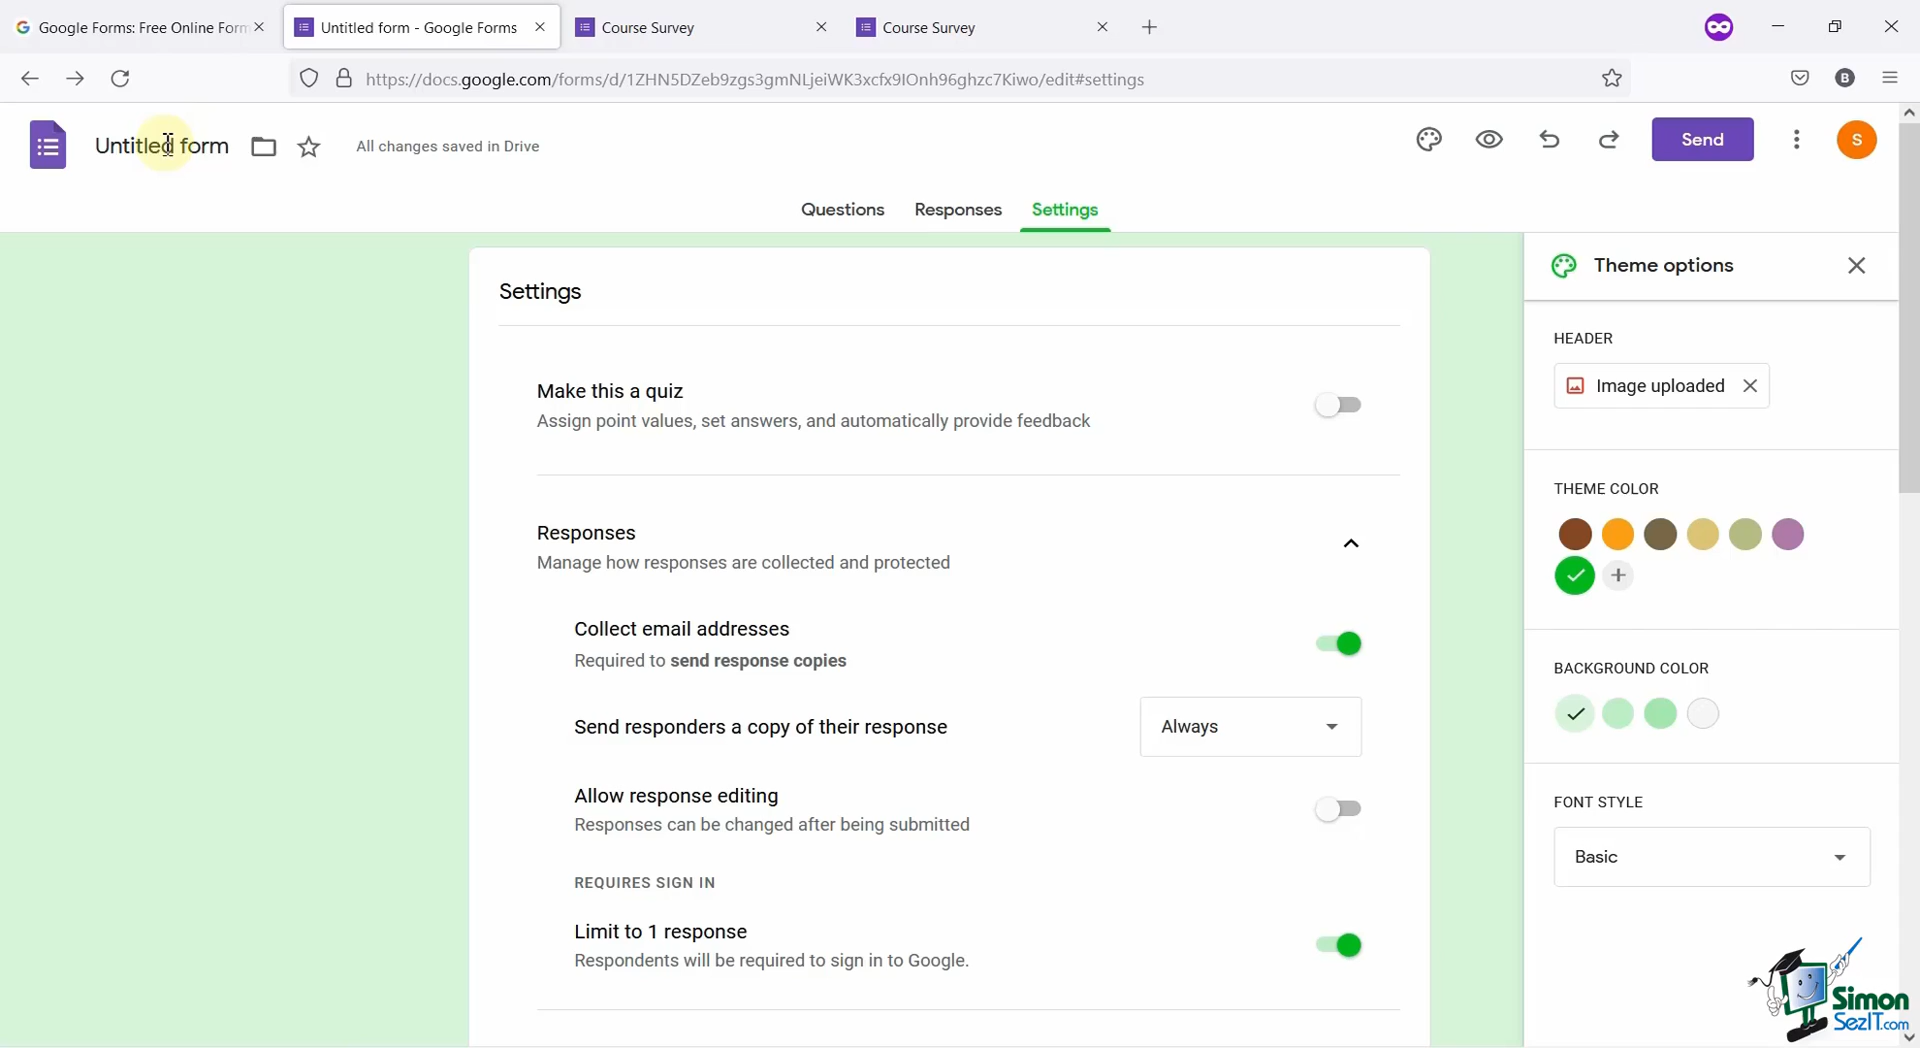 Google Forms: Free Online Form
Untitled form - Google Forms
Course Survey
Course Survey
https://docs.google.com/forms/d/1ZHN5DZeb9zgs3gmNLjeiWK3xcfx9IOnh96ghzc7Kiwo/edit#settings
B
Untitled form
All changes saved in Drive
Send
S
Questions
Responses
Settings
Settings
Make this a quiz
Assign point values, set answers, and automatically provide feedback
Responses
Manage how responses are collected and protected
Collect email addresses
Required to send response copies
Send responders a copy of their response
Always
Allow response editing
Responses can be changed after being submitted
REQUIRES SIGN IN
Limit to 1 response
Respondents will be required to sign in to Google.
Theme options
HEADER
Image uploaded
THEME COLOR
BACKGROUND COLOR
FONT STYLE
Basic
Simon
SezIT.com